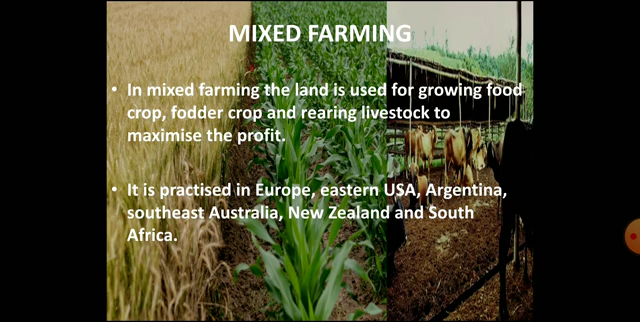 MIXED FARMING
• In mixed farming the land is used for growing food
crop, fodder crop and rearing livestock to
maximise the profit.
• It is practised in Europe, eastern USA, Argentina,
southeast Australia, New Zealand and South
Africa.